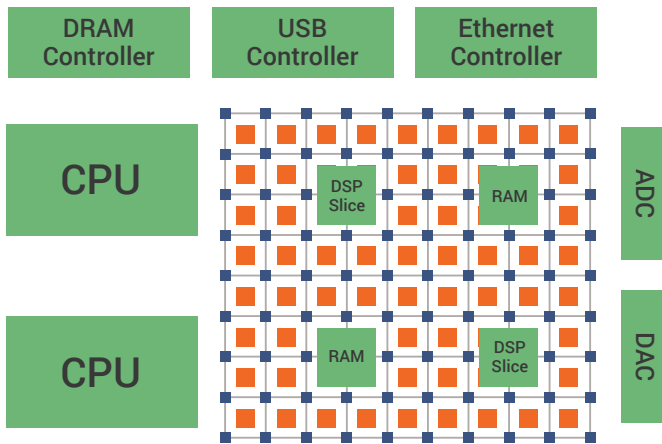 DRAM
Controller
USB
Controller
Ethernet
Controller
CPU
DSP
Slice
RAM
ADC
CPU
RAM
DSP
Slice
DAC